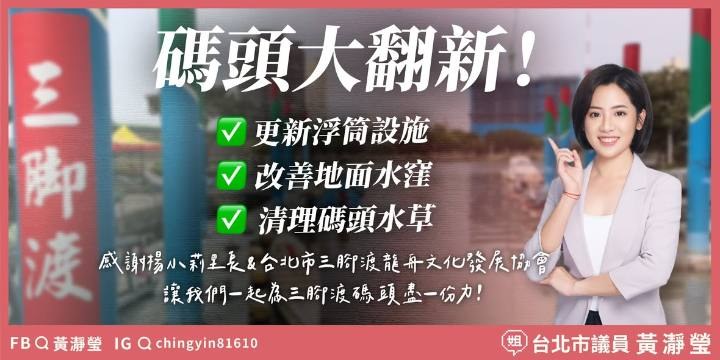 碼頭大翻新!
三腳渡
✅ 更新浮筒設施
✅ 改善地面水窪
✅ 清理碼頭水草
感謝揚小莉里長&台北市三腳渡龍舟文化發展協會
讓我們一起為三腳渡碼頭盡一份力!
FB 黃瀞瑩 IG chingyin81610
姐 台北市議員 黃瀞瑩